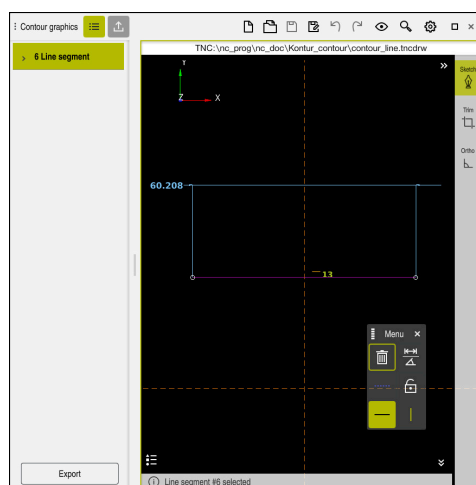 Contour graphics
TNC:\nc_prog\nc_doc\Kontur_contour\contour_line.tncdrw
6 Line segment
Sketch
Trim
Ortho
Y
Z
X
60.208
13
Menu
Export
Line segment #6 selected